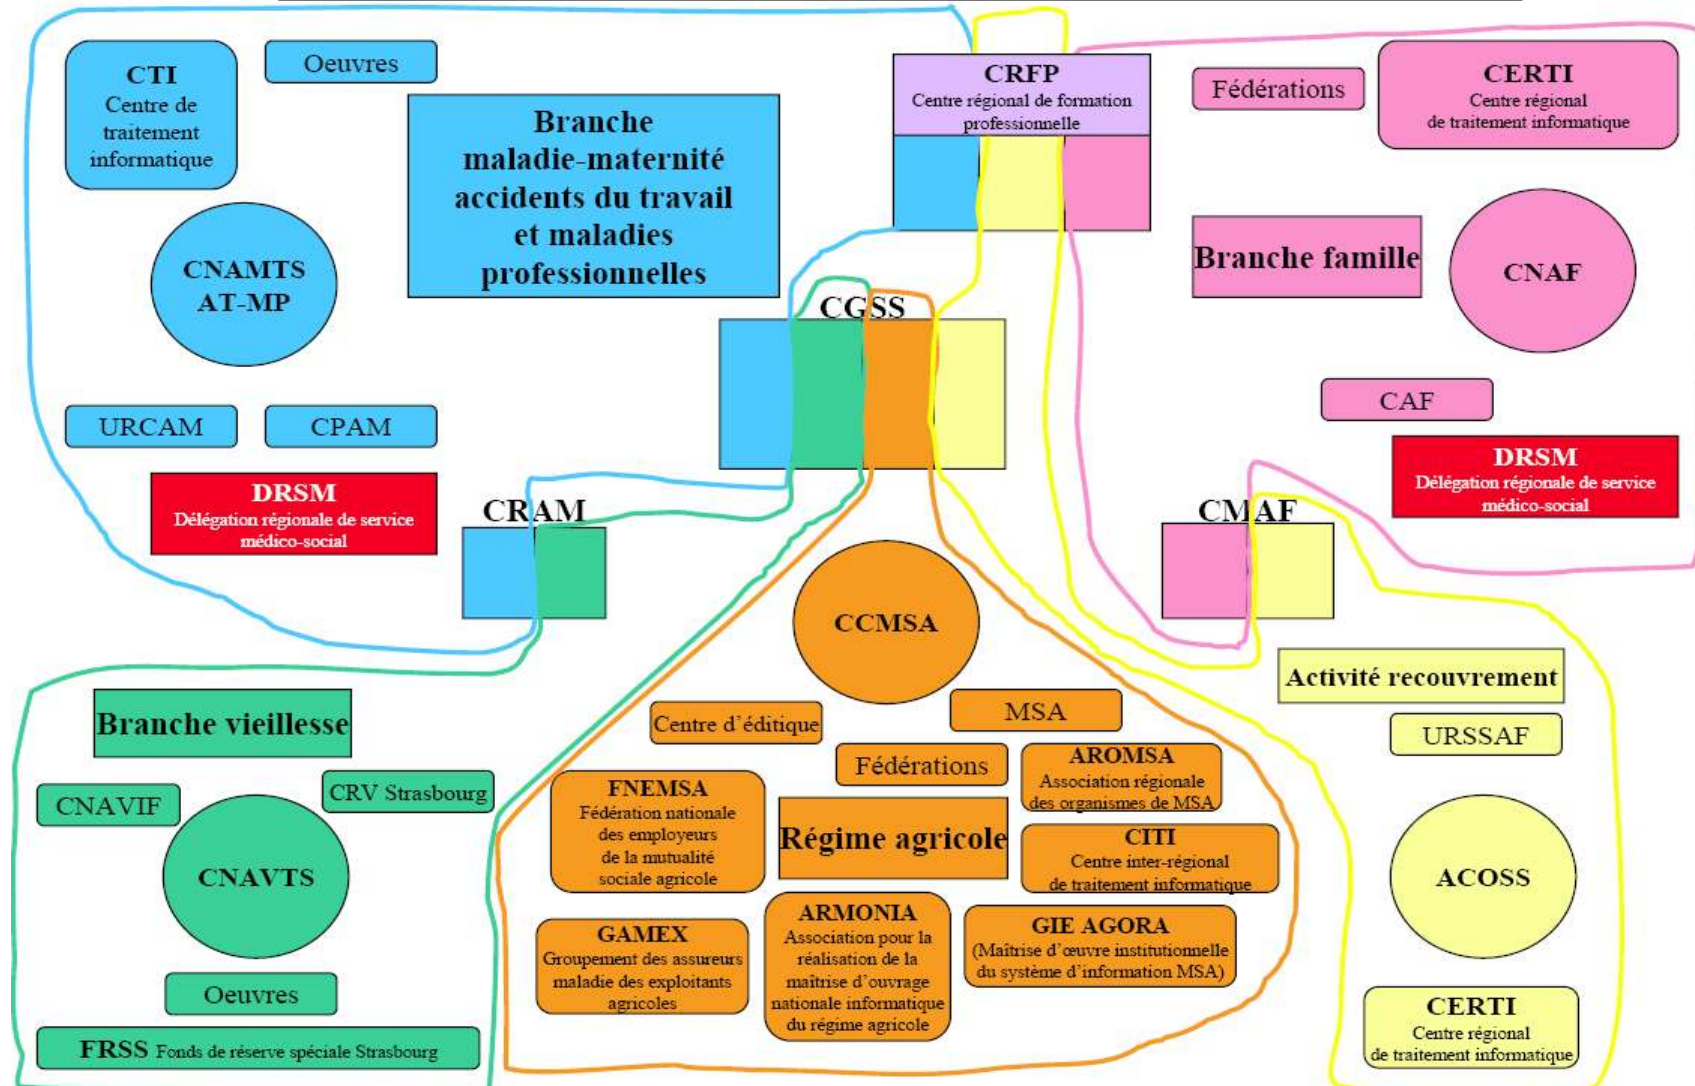 CTI
Centre de
traitement
informatique
Oeuvres
Branche
maladie-maternité
accidents du travail
et maladies
professionnelles
CNAMTS
AT-MP
URCAM
CPAM
DRSM
Délégation régionale de service
médico-social
CRAM
CGSS
CRFP
Centre régional de formation
professionnelle
Fédérations
CERTI
Centre régional
de traitement informatique
Branche famille
CNAF
CAF
DRSM
Délégation régionale de service
médico-social
CMAF
Branche vieillesse
CNAVIF
CRV Strasbourg
CNAVTS
Oeuvres
FRSS Fonds de réserve spéciale Strasbourg
CCMSA
Centre d’éditique
MSA
Fédérations
AROMSA
Association régionale
des organismes de MSA
FNEMSA
Fédération nationale
des employeurs
de la mutualité
sociale agricole
Régime agricole
CITI
Centre inter-régional
de traitement informatique
GAMEX
Groupement des assureurs
maladie des exploitants
agricoles
ARMONIA
Association pour la
réalisation de la
maîtrise d’ouvrage
nationale informatique
du régime agricole
GIE AGORA
(Maîtrise d’œuvre institutionnelle
du système d’information MSA)
Activité recouvrement
URSSAF
ACOSS
CERTI
Centre régional
de traitement informatique